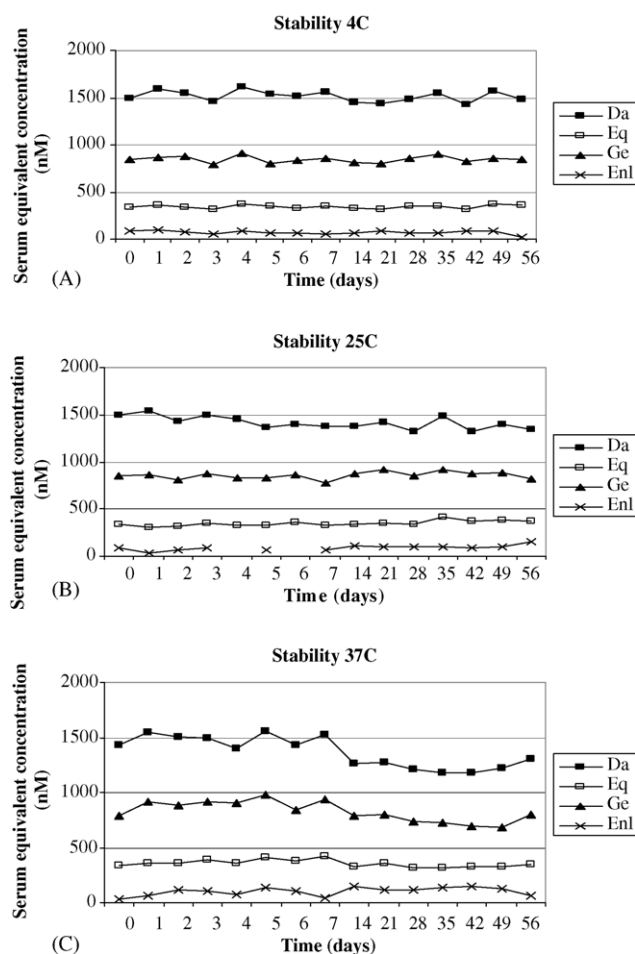 Stability 4C
Serum equivalent concentration
(nM)
2000
1500
1000
500
0
0 1 2 3 4 5 6 7 14 21 28 35 42 49 56
Time (days)
(A)
Da
Eq
Ge
Enl
Stability 25C
Serum equivalent concentration
(nM)
2000
1500
1000
500
0
0 1 2 3 4 5 6 7 14 21 28 35 42 49 56
Time (days)
(B)
Da
Eq
Ge
Enl
Stability 37C
Serum equivalent concentration
(nM)
2000
1500
1000
500
0
0 1 2 3 4 5 6 7 14 21 28 35 42 49 56
Time (days)
(C)
Da
Eq
Ge
Enl